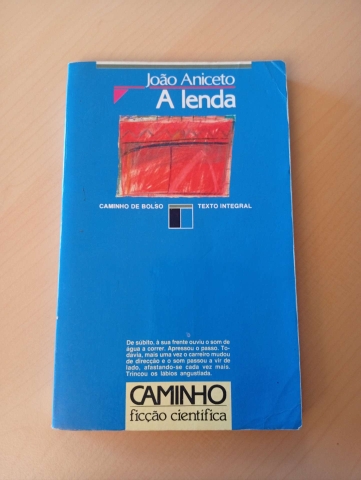 João Aniceto
A lenda
CAMINHO DE BOLSO TEXTO INTEGRAL
De súbito, à sua frente ouviu o som de
água a correr. Apressou o passo. To-
davia, mais uma vez o carreiro mudou
de direcção e o som passou a vir de
lado, afastando-se cada vez mais.
Trincou os lábios angustiada.
CAMINHO
ficção científica